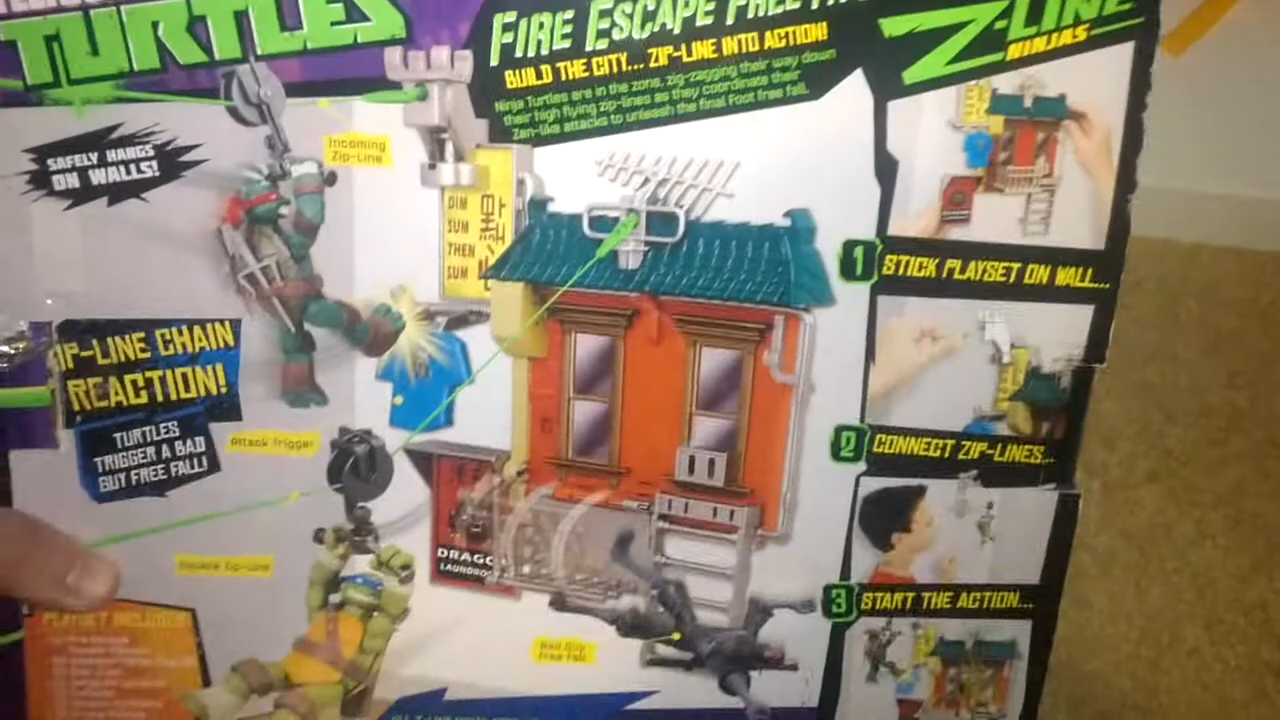 TURTLES
FIRE ESCAPE FREE
BUILD THE CITY... ZIP-LINE INTO ACTION!
Ninja Turtles are in the zone, zig-zagging their way down
their high flying zip-lines as they coordinate their
Zen-like attacks to unleash the final Foot free fall.
Z-LINE
NINJAS
SAFELY HANGS
ON WALLS!
Incoming
Zip-Line
DIM
SUM
THEN
SUM
1 STICK PLAYSET ON WALL...
IP-LINE CHAIN
REACTION!
TURTLES
TRIGGER A BAD
GUY FREE FALL!
Attack Trigger
2 CONNECT ZIP-LINES...
DRAGO
LAUNDRO
Zip-Line
3 START THE ACTION...
Bad Guy
Free Fall
PLAYSET INCLUDES